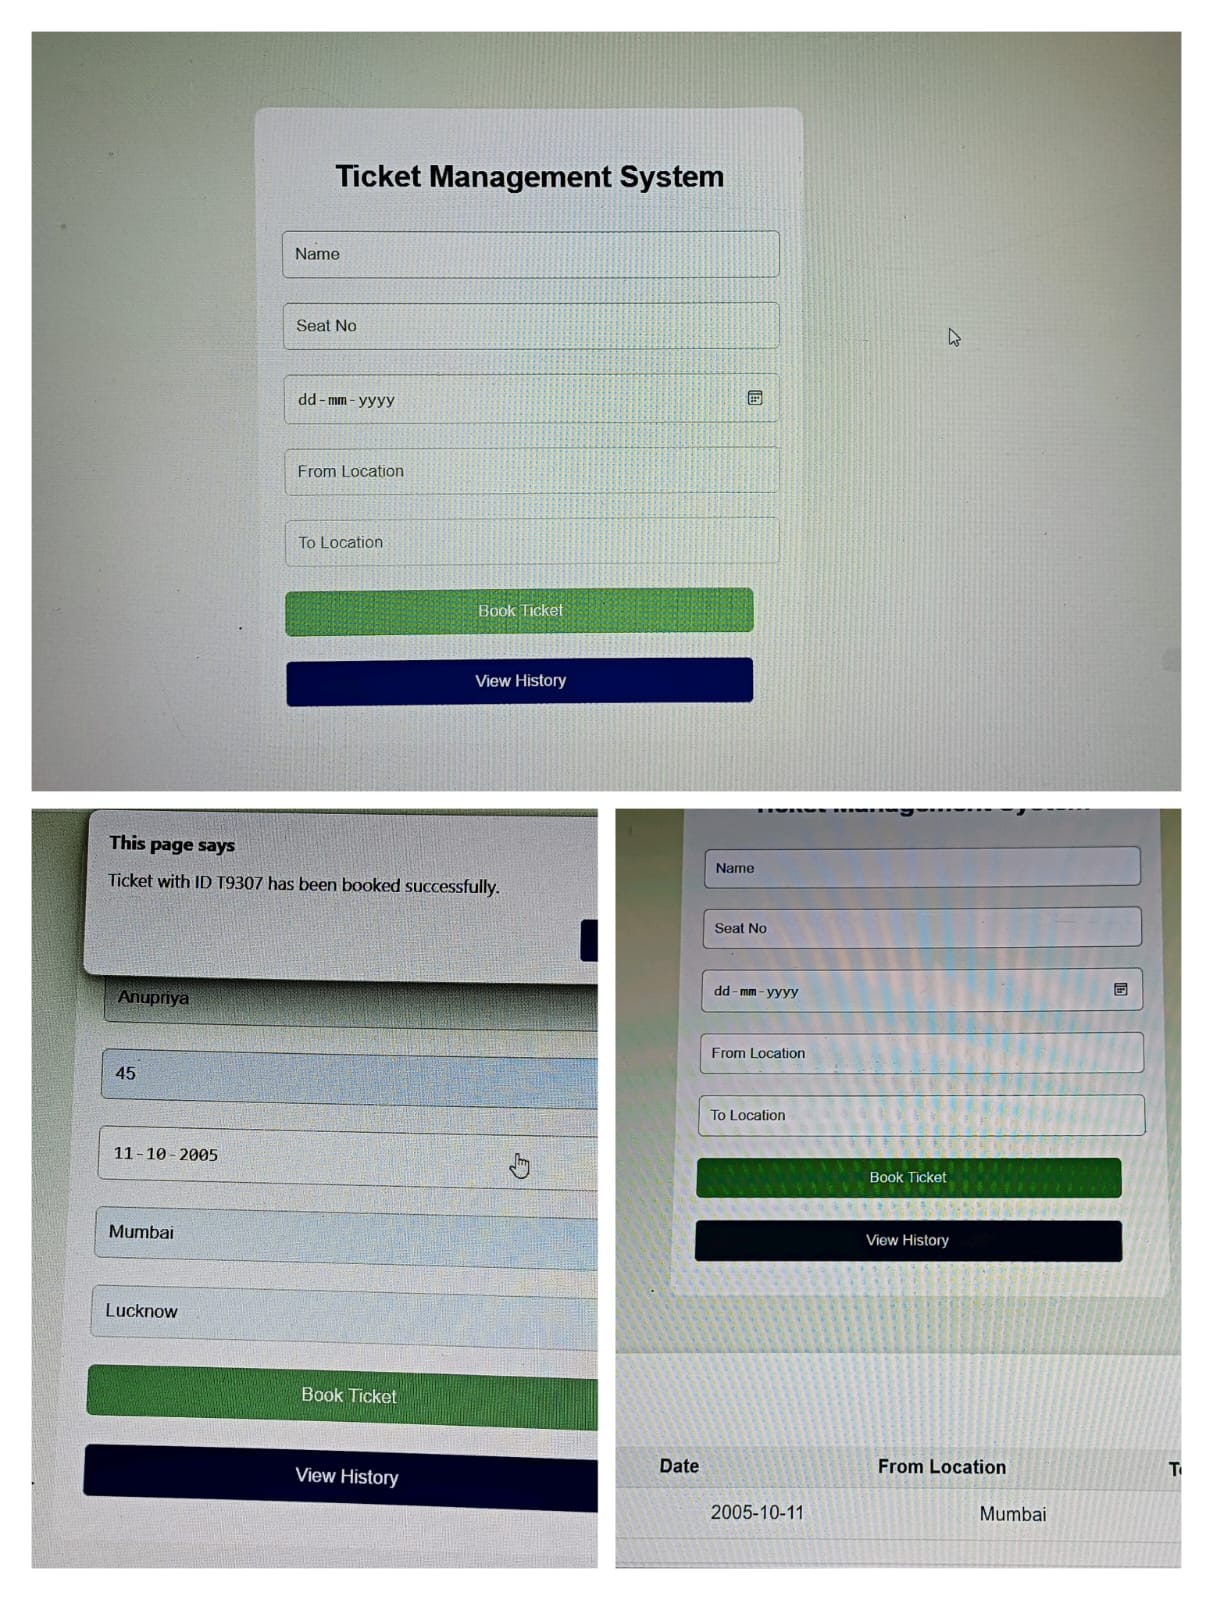 Ticket Management System
Name
Seat No
dd-mm-yyyy
From Location
To Location
Book Ticket
View History
This page says
Ticket with ID T9307 has been booked successfully.
Anupriya
45
11-10-2005
Mumbai
Lucknow
Book Ticket
View History
Ticket Management System
Name
Seat No
dd-mm-yyyy
From Location
To Location
Book Ticket
View History
Date From Location
2005-10-11 Mumbai